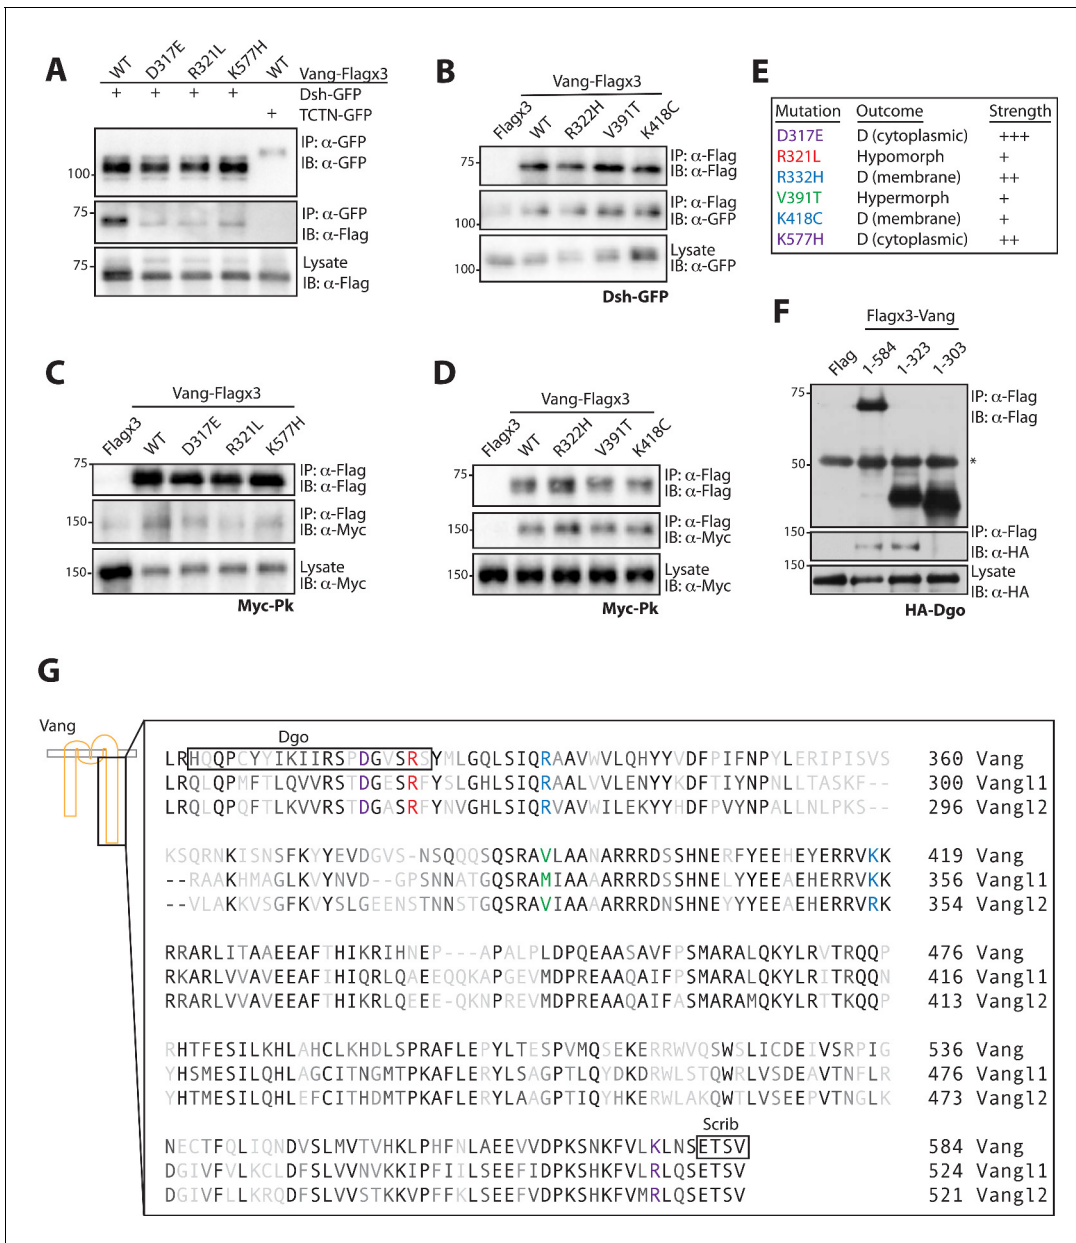 A
WT
D317E
R321L
K577H
WT
Vang-Flagx3
+ + + + Dsh-GFP
+ TCTN-GFP
IP: α-GFP
IB: α-GFP
100
75
IP: α-GFP
IB: α-Flag
75
Lysate
IB: α-Flag
B
Vang-Flagx3
Flagx3
WT
R322H
V391T
K418C
75
IP: α-Flag
IB: α-Flag
IP: α-Flag
IB: α-GFP
100
Lysate
IB: α-GFP
100
Dsh-GFP
E
Mutation Outcome Strength
D317E D (cytoplasmic) +++
R321L Hypomorph +
R332H D (membrane) ++
V391T Hypermorph +
K418C D (membrane) +
K577H D (cytoplasmic) ++
C
Vang-Flagx3
Flagx3
WT
D317E
R321L
K577H
75
IP: α-Flag
IB: α-Flag
150
IP: α-Flag
IB: α-Myc
150
Lysate
IB: α-Myc
Myc-Pk
D
Vang-Flagx3
Flagx3
WT
R322H
V391T
K418C
75
IP: α-Flag
IB: α-Flag
150
IP: α-Flag
IB: α-Myc
150
Lysate
IB: α-Myc
Myc-Pk
F
Flagx3-Vang
Flag
1-584
1-323
1-303
75
IP: α-Flag
IB: α-Flag
50
*
150
IP: α-Flag
IB: α-HA
150
Lysate
IB: α-HA
HA-Dgo
G
Vang
Dgo
LRHQQPCYYIKIIRSPDGVSRSYMLGQLSIQRAAVWVLQHYYVDFPIFNPYLERIPISVS 360 Vang
LRQLQPMFTLQVVRSTDGESRFYSLGHLSIQRAALVVLENYYKDFTIYNPNLLTASKF-- 300 Vangl1
LRQLQPQFTLKVVRSTDGASRFYNVGHLSIQRVAVWILEKYYHDFPVYNPALLNLPKS-- 296 Vangl2
KSQRNKISNSFKYYEVDGVS-NSQQQSQSRAVLAANARRRDSSHNERFYEEHEYERRVKK 419 Vang
--RAAKHMAGLKVYNVD--GPSNNATGQSRAMIAAAARRRDNSHNELYYEEAEHERRVKK 356 Vangl1
--VLAKKVSGFKVYSLGEENSTNNSTGQSRAVIAAAARRRDNSHNEYYYEEAEHERRVRK 354 Vangl2
RRARLITAAEEAFTHIKRIHNEP---APALPLDPQEAASAVFPSMARALQKYLRVTRQQP 476 Vang
RKARLVVAVEEAFIHIQRLQAEEQQKAPGEVMDPREAAQAIFPSMARALQKYLRITRQQN 416 Vangl1
RRARLVVAVEEAFTHIKRLQEEE-QKNPREVMDPREAAQAIFASMARAMQKYLRTTKQQP 413 Vangl2
RHTFESILKHLAHCLKHDLSPRAFLEPYLTESPVMQSEKERRWVQSWSLICDEIVSRPIG 536 Vang
YHSMESILQHLAGCITNGMTPKAFLERYLSAGPTLQYDKDRWLSTQWRLVSDEAVTNFLR 476 Vangl1
YHTMESILQHLEFCITHDMTPKAFLERYLAAGPTIQYHKERWLAKQWTLVSEEPVTNGLK 473 Vangl2
Scrib
NECTFQLIQNDVSLMVTVHKLPHFNLAEEVVDPKSNKFVLKLNSETSV 584 Vang
DGIVFVLKCLDFSLVVNVKKIPFIILSEEFIDPKSHKFVLRLQSETSV 524 Vangl1
DGIVFLLKRQDFSLVVSTKKVPFFKLSEEFVDPKSHKFVMRLQSETSV 521 Vangl2